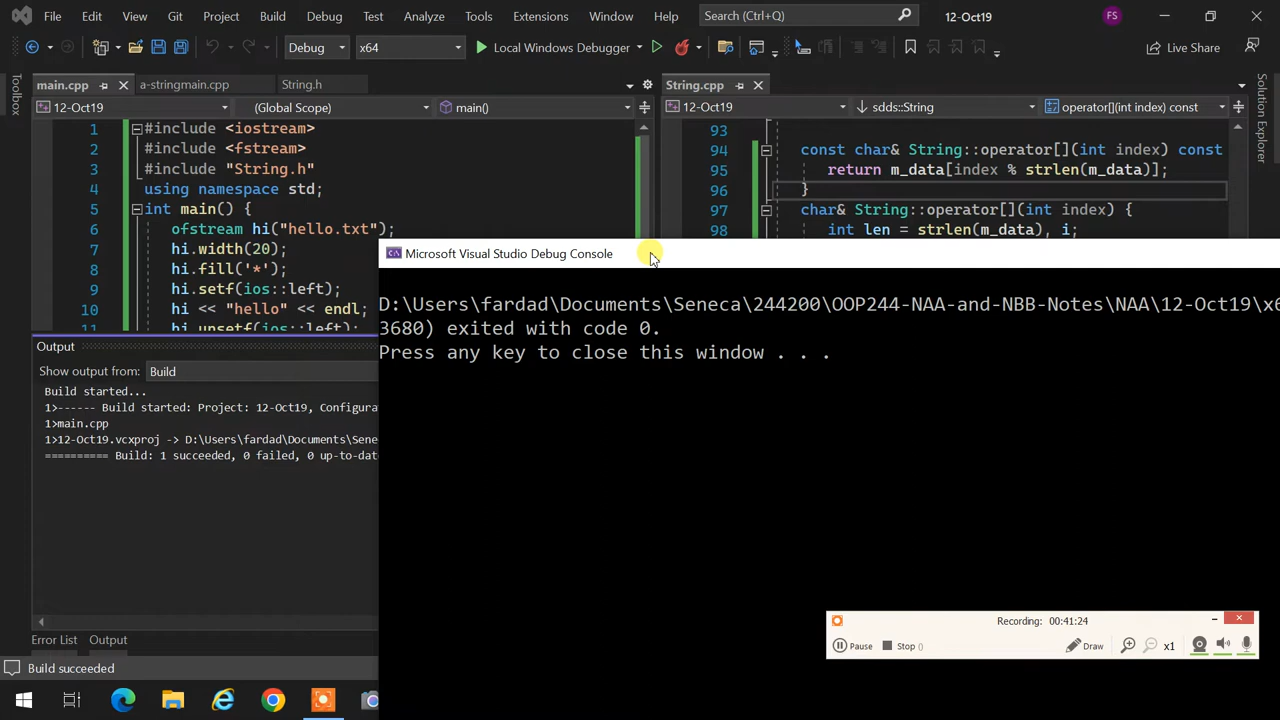 File Edit View Git Project Build Debug Test Analyze Tools Extensions Window Help Search (Ctrl+Q) 12-Oct19 FS
Debug x64 Local Windows Debugger Live Share
Toolbox
main.cpp a-stringmain.cpp String.h
12-Oct19 (Global Scope) main()
1 #include <iostream>
2 #include <fstream>
3 #include "String.h"
4 using namespace std;
5 int main() {
6 ofstream hi("hello.txt");
7 hi.width(20);
8 hi.fill('*');
9 hi.setf(ios::left);
10 hi << "hello" << endl;
11 hi.unsetf(ios::left);
String.cpp
12-Oct19 sdds::String operator[](int index) const
93
94 const char& String::operator[](int index) const
95 return m_data[index % strlen(m_data)];
96 }
97 char& String::operator[](int index) {
98 int len = strlen(m_data), i;
Solution Explorer
Output
Show output from: Build
Build started...
1>------ Build started: Project: 12-Oct19, Configura
1>main.cpp
1>12-Oct19.vcxproj -> D:\Users\fardad\Documents\Sene
========== Build: 1 succeeded, 0 failed, 0 up-to-dat
Error List Output
Build succeeded
Microsoft Visual Studio Debug Console
D:\Users\fardad\Documents\Seneca\244200\OOP244-NAA-and-NBB-Notes\NAA\12-Oct19\x6
3680) exited with code 0.
Press any key to close this window . . .
Recording: 00:41:24
Pause Stop () Draw x1